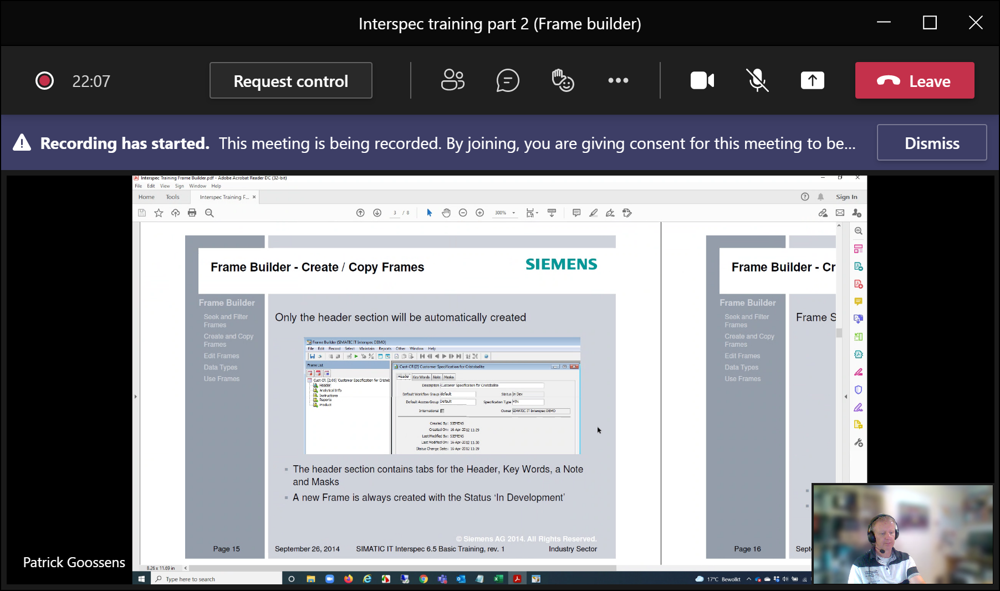 Interspec training part 2 (Frame builder)
22:07
Request control
Leave
Recording has started. This meeting is being recorded. By joining, you are giving consent for this meeting to be...
Dismiss
Interspec Training Frame Builder.pdf - Adobe Acrobat Reader DC (32-bit)
File Edit View Sign Window Help
Home Tools Interspec Training F... ×
Sign In
3 / 8
300%
Frame Builder - Create / Copy Frames
SIEMENS
Frame Builder
Seek and Filter
Frames
Create and Copy
Frames
Edit Frames
Data Types
Use Frames
Only the header section will be automatically created
Frame Builder (SIMATIC IT Interspec DEMO)
File Edit Record Select Maintain Reports Other Window Help
Frame List
Cust-CR [2,00] 'Customer Specification for Cristob
Header
Analytical Info
Instructions
Reports
Product
Cust-CR [2] Customer Specification for Cristobalite
Header Key Words Note Masks
Description Customer Specification for Cristobalite
Default Workflow Group default Status In Dev
Default Access Group Default Specification Type MIN
International Owner SIMATIC IT Interspec DEMO
Created By: SIEMENS
Created On: 16-Apr-2012 11:29
Last Modified By: SIEMENS
Last Modified On: 16-Apr-2012 11:30
Status Change Date: 16-Apr-2012 11:29
The header section contains tabs for the Header, Key Words, a Note
and Masks
A new Frame is always created with the Status ‘In Development’
© Siemens AG 2014. All Rights Reserved.
Page 15 September 26, 2014 SIMATIC IT Interspec 6.5 Basic Training, rev. 1 Industry Sector
Frame Builder - Cr
Frame Builder
Seek and Filter
Frames
Create and Copy
Frames
Edit Frames
Data Types
Use Frames
Frame S
Page 16 Septe
Patrick Goossens
8.26 x 11.69 in
Type here to search
17°C Bewolkt